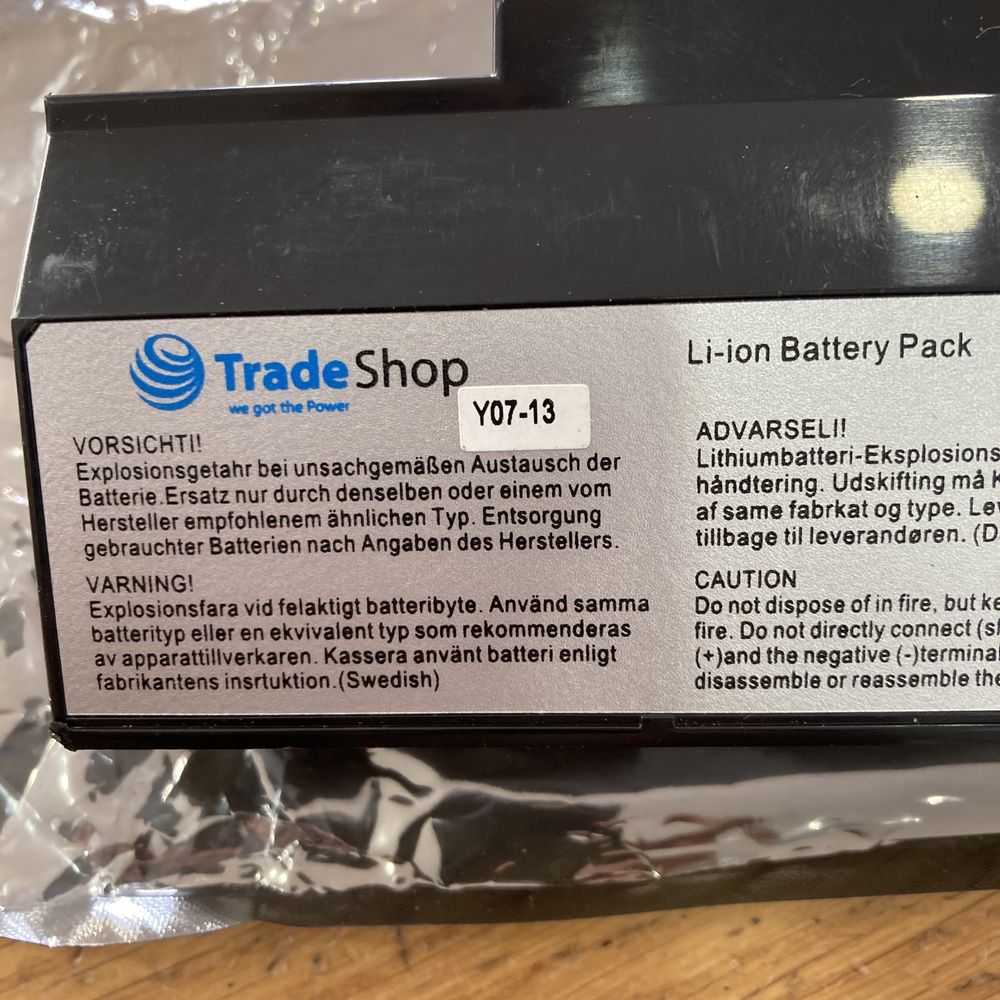 TradeShop
we got the Power
Y07-13
VORSICHTI!
Explosionsgetahr bei unsachgemäßen Austausch der
Batterie.Ersatz nur durch denselben oder einem vom
Hersteller empfohlenem ähnlichen Typ. Entsorgung
gebrauchter Batterien nach Angaben des Herstellers.
VARNING!
Explosionsfara vid felaktigt batteribyte. Använd samma
batterityp eller en ekvivalent typ som rekommenderas
av apparattillverkaren. Kassera använt batteri enligt
fabrikantens insrtuktion.(Swedish)
Li-ion Battery Pack
ADVARSELI!
Lithiumbatteri-Eksplosions
håndtering. Udskifting må
af same fabrkat og type.
tillbage til leverandøren.
CAUTION
Do not dispose of in fire, but
fire. Do not directly connect
(+)and the negative (-)terminal
disassemble or reassemble the